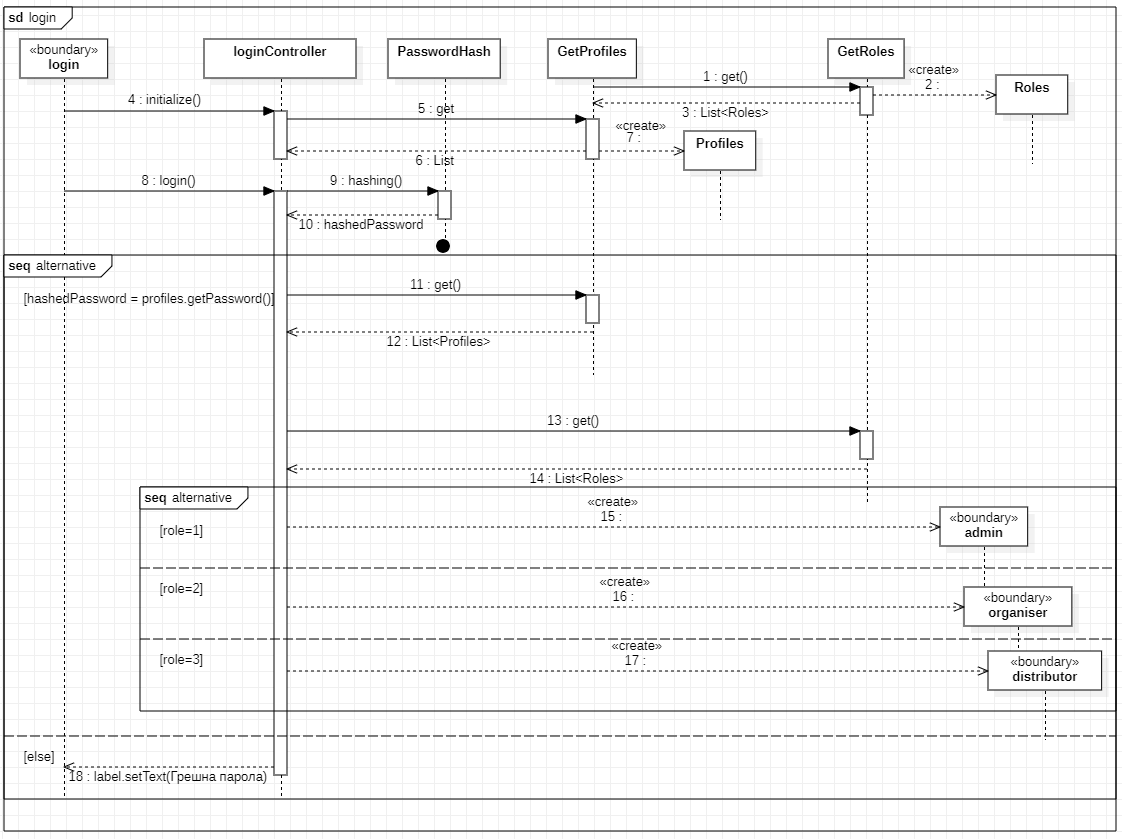 sd login
«boundary»
login
loginController
PasswordHash
GetProfiles
GetRoles
1 : get()
«create»
2 :
Roles
3 : List<Roles>
4 : initialize()
5 : get
«create»
7 :
Profiles
6 : List
8 : login()
9 : hashing()
10 : hashedPassword
seq alternative
[hashedPassword = profiles.getPassword()]
11 : get()
12 : List<Profiles>
13 : get()
14 : List<Roles>
seq alternative
[role=1]
«create»
15 :
«boundary»
admin
[role=2]
«create»
16 :
«boundary»
organiser
[role=3]
«create»
17 :
«boundary»
distributor
[else]
18 : label.setText(Грешна парола)